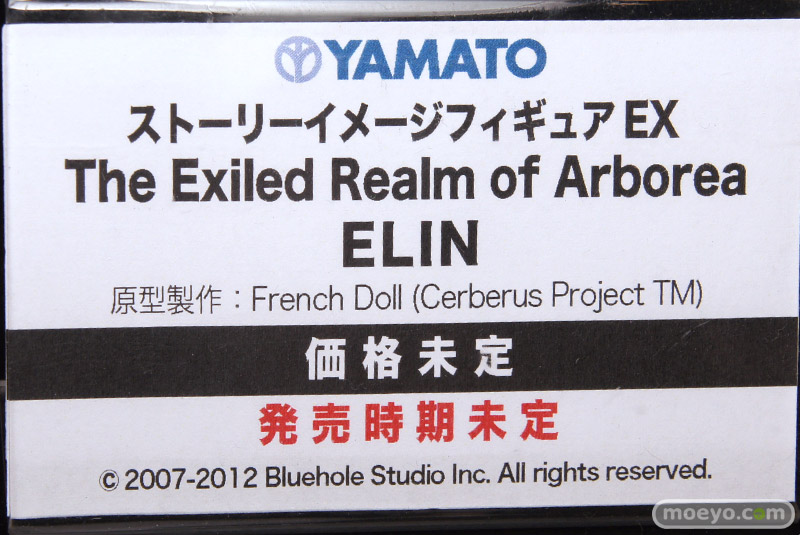 YAMATO
ストーリーイメージフィギュアEX
The Exiled Realm of Arborea
ELIN
原型製作：French Doll (Cerberus Project TM)
価格未定
発売時期未定
© 2007-2012 Bluehole Studio Inc. All rights reserved.
moeyo.com